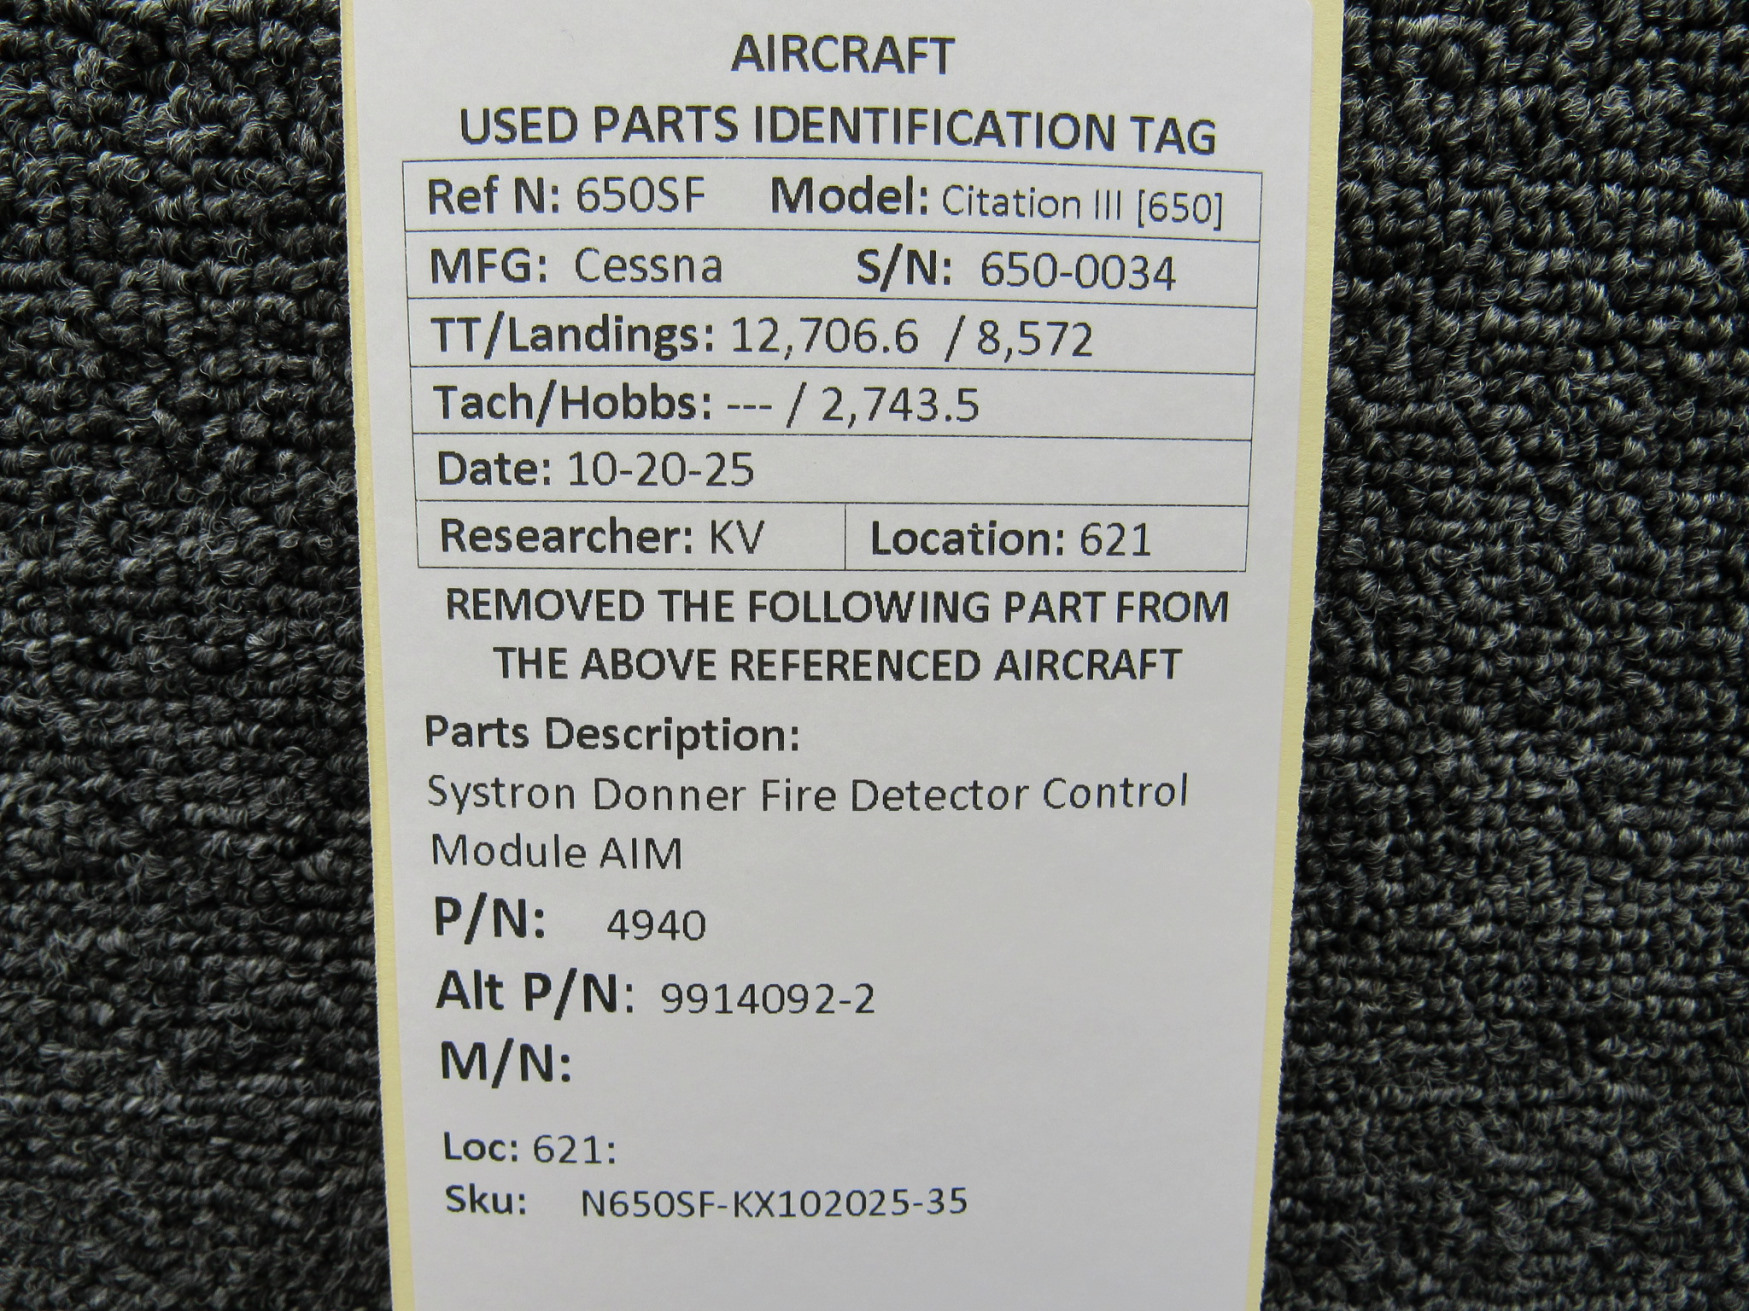 AIRCRAFT
USED PARTS IDENTIFICATION TAG
Ref N: 650SF Model: Citation III [650]
MFG: Cessna S/N: 650-0034
TT/Landings: 12,706.6 / 8,572
Tach/Hobbs: --- / 2,743.5
Date: 10-20-25
Researcher: KV Location: 621
REMOVED THE FOLLOWING PART FROM
THE ABOVE REFERENCED AIRCRAFT
Parts Description:
Systron Donner Fire Detector Control
Module AIM
P/N: 4940
Alt P/N: 9914092-2
M/N:
Loc: 621:
Sku: N650SF-KX102025-35